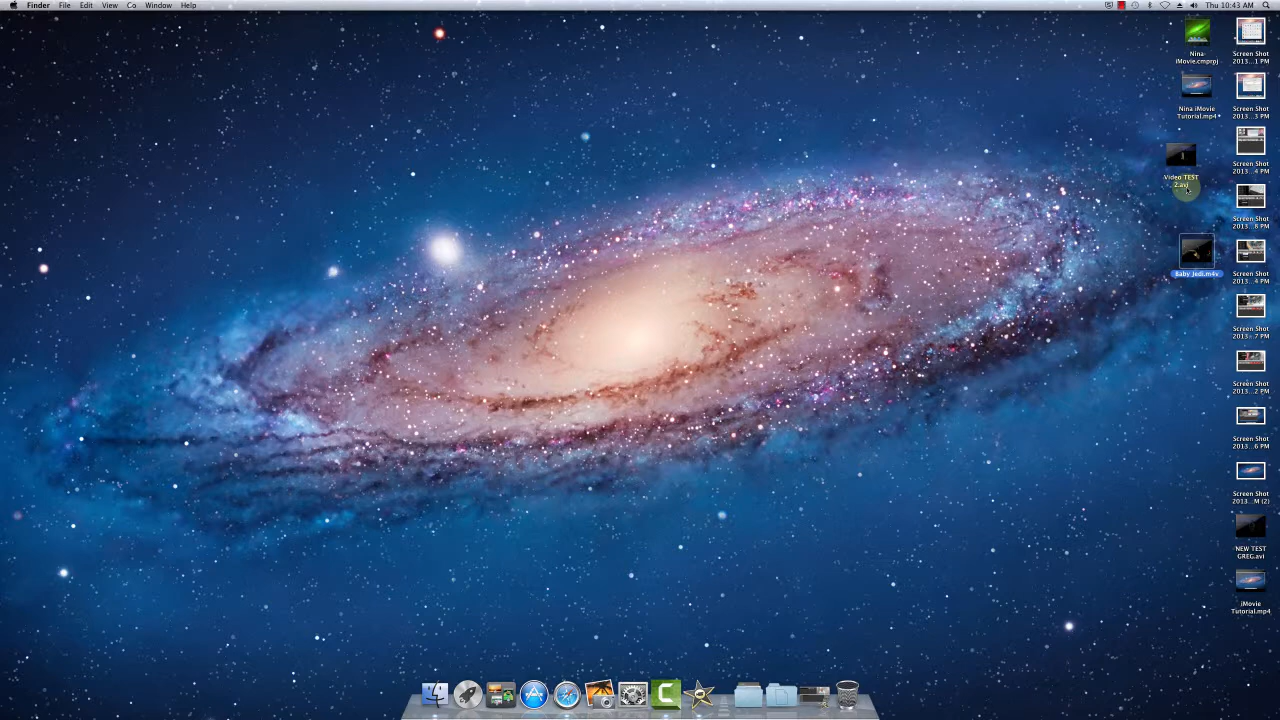 Finder File Edit View Co Window Help
Thu 10:43 AM
Nina-
iMovie.cmproj
Screen Shot
2013...1 PM
Nina iMovie
Tutorial.mp4
Screen Shot
2013...3 PM
Video TEST
2.avi
Screen Shot
2013...4 PM
Screen Shot
2013...8 PM
Baby Jedi.m4v
Screen Shot
2013...4 PM
Screen Shot
2013...7 PM
Screen Shot
2013...2 PM
Screen Shot
2013...6 PM
Screen Shot
2013...M (2)
NEW TEST
GREG.avi
iMovie
Tutorial.mp4